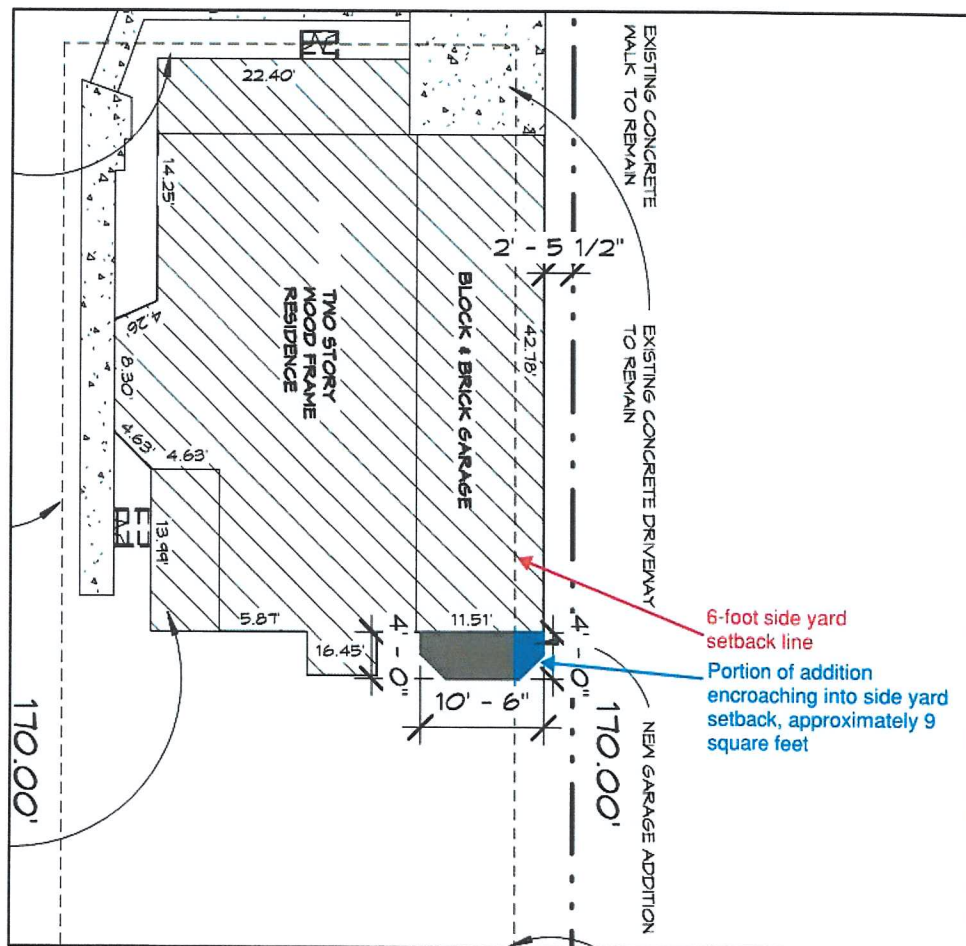 EXISTING CONCRETE
WALK TO REMAIN
22.40'
14.25'
2' - 5 1/2"
TWO STORY
WOOD FRAME
RESIDENCE
BLOCK & BRICK GARAGE
42.78'
EXISTING CONCRETE DRIVEWAY
TO REMAIN
4.26'
8.30'
4.63'
4.63'
13.99'
5.87'
16.45'
11.51'
4' - 0"
4' - 0"
10' - 6"
6-foot side yard
setback line
Portion of addition
encroaching into side yard
setback, approximately 9
square feet
170.00'
170.00'
NEW GARAGE ADDITION